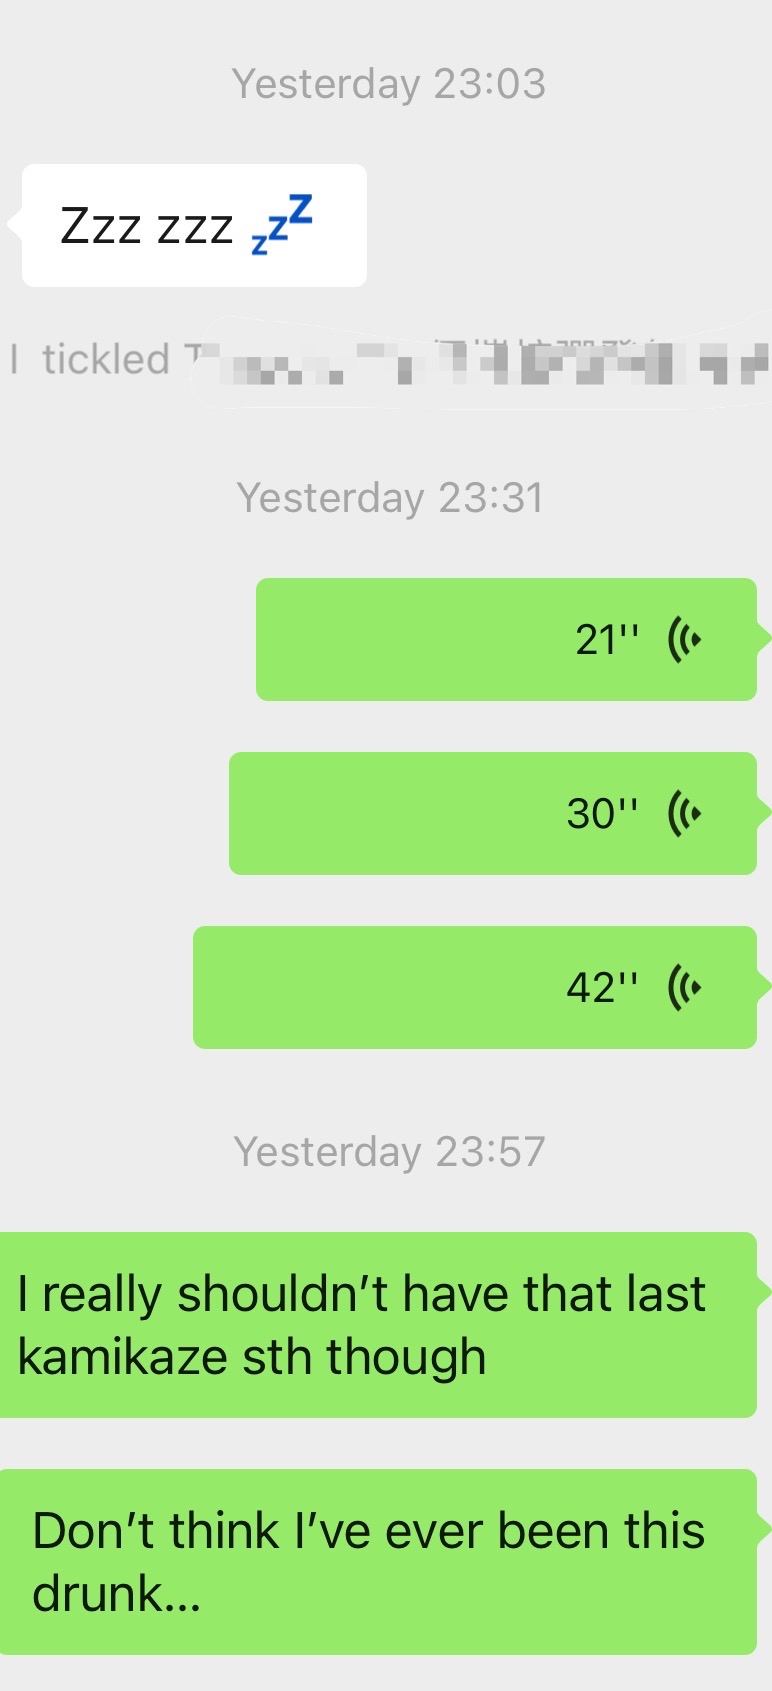 Yesterday 23:03
Zzz zzz 💤
I tickled
Yesterday 23:31
21''
30''
42''
Yesterday 23:57
I really shouldn’t have that last
kamikaze sth though
Don’t think I’ve ever been this
drunk...